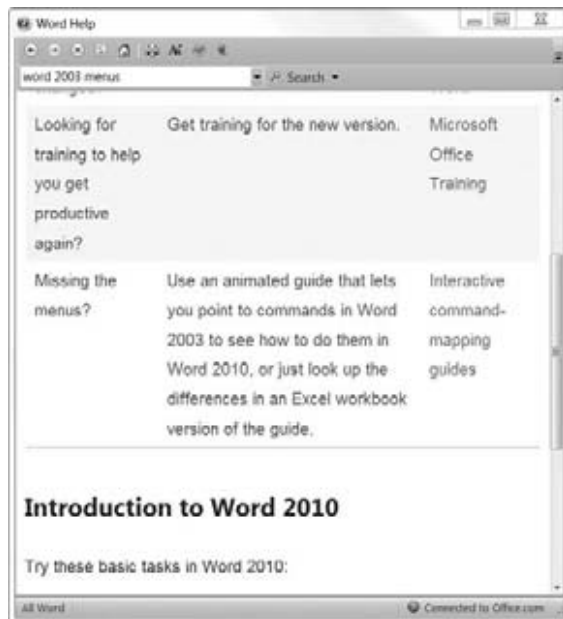 Word Help
word 2003 menus
Search
Looking for
training to help
you get
productive
again?
Get training for the new version.
Microsoft
Office
Training
Missing the
menus?
Use an animated guide that lets
you point to commands in Word
2003 to see how to do them in
Word 2010, or just look up the
differences in an Excel workbook
version of the guide.
Interactive
command-
mapping
guides
Introduction to Word 2010
Try these basic tasks in Word 2010:
All Word
Connected to Office.com